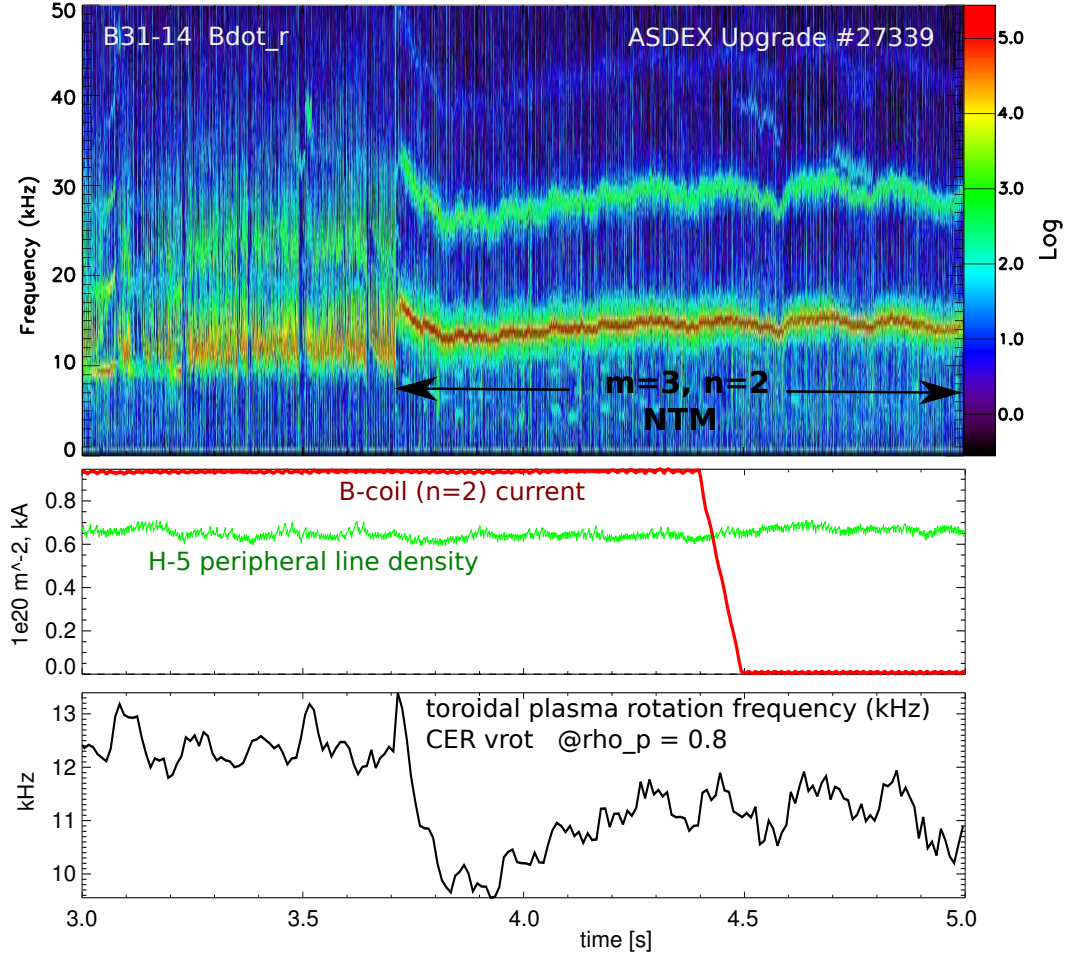 50
B31-14 Bdot_r
ASDEX Upgrade #27339
5.0
40
4.0
30
3.0
Frequency (kHz)
Log
20
2.0
10
1.0
m=3, n=2
NTM
0
0.0
B-coil (n=2) current
0.8
0.6
H-5 peripheral line density
0.4
0.2
0.0
1e20 m^-2, kA
toroidal plasma rotation frequency (kHz)
CER vrot @rho_p = 0.8
13
12
11
10
kHz
3.0 3.5 4.0 4.5 5.0
time [s]